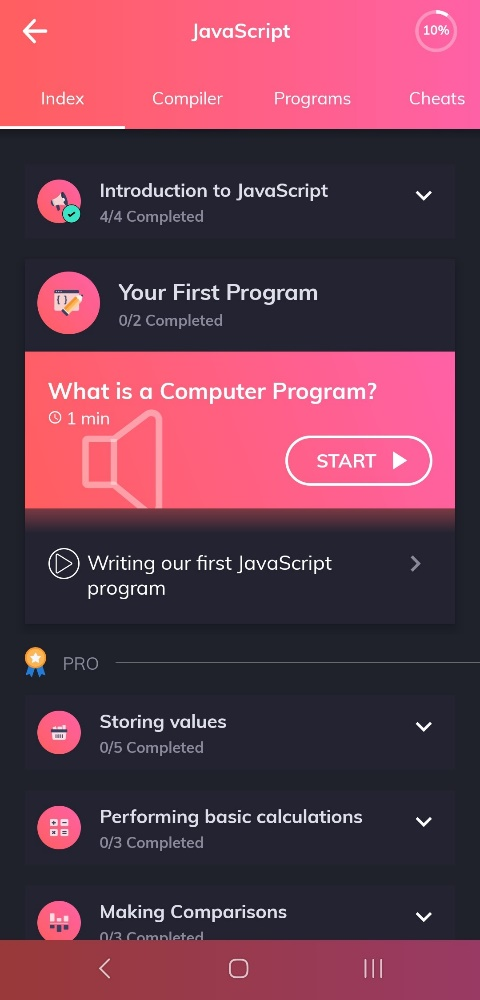 JavaScript
10%
Index
Compiler
Programs
Cheats
Introduction to JavaScript
4/4 Completed
Your First Program
0/2 Completed
What is a Computer Program?
1 min
START
Writing our first JavaScript
program
PRO
Storing values
0/5 Completed
Performing basic calculations
0/3 Completed
Making Comparisons
0/3 Completed